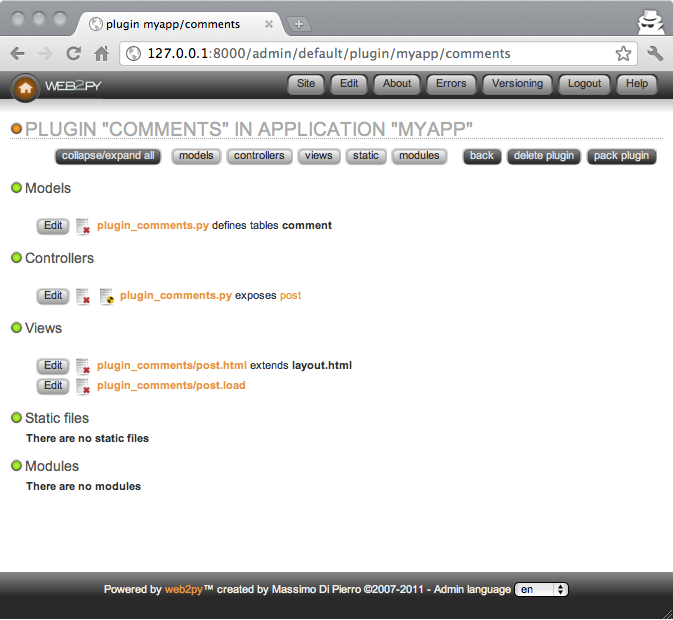 plugin myapp/comments
127.0.0.1:8000/admin/default/plugin/myapp/comments
WEB2PY Site Edit About Errors Versioning Logout Help
PLUGIN "COMMENTS" IN APPLICATION "MYAPP"
collapse/expand all models controllers views static modules back delete plugin pack plugin
Models
Edit plugin_comments.py defines tables comment
Controllers
Edit plugin_comments.py exposes post
Views
Edit plugin_comments/post.html extends layout.html
Edit plugin_comments/post.load
Static files
There are no static files
Modules
There are no modules
Powered by web2py™ created by Massimo Di Pierro ©2007-2011 - Admin language en